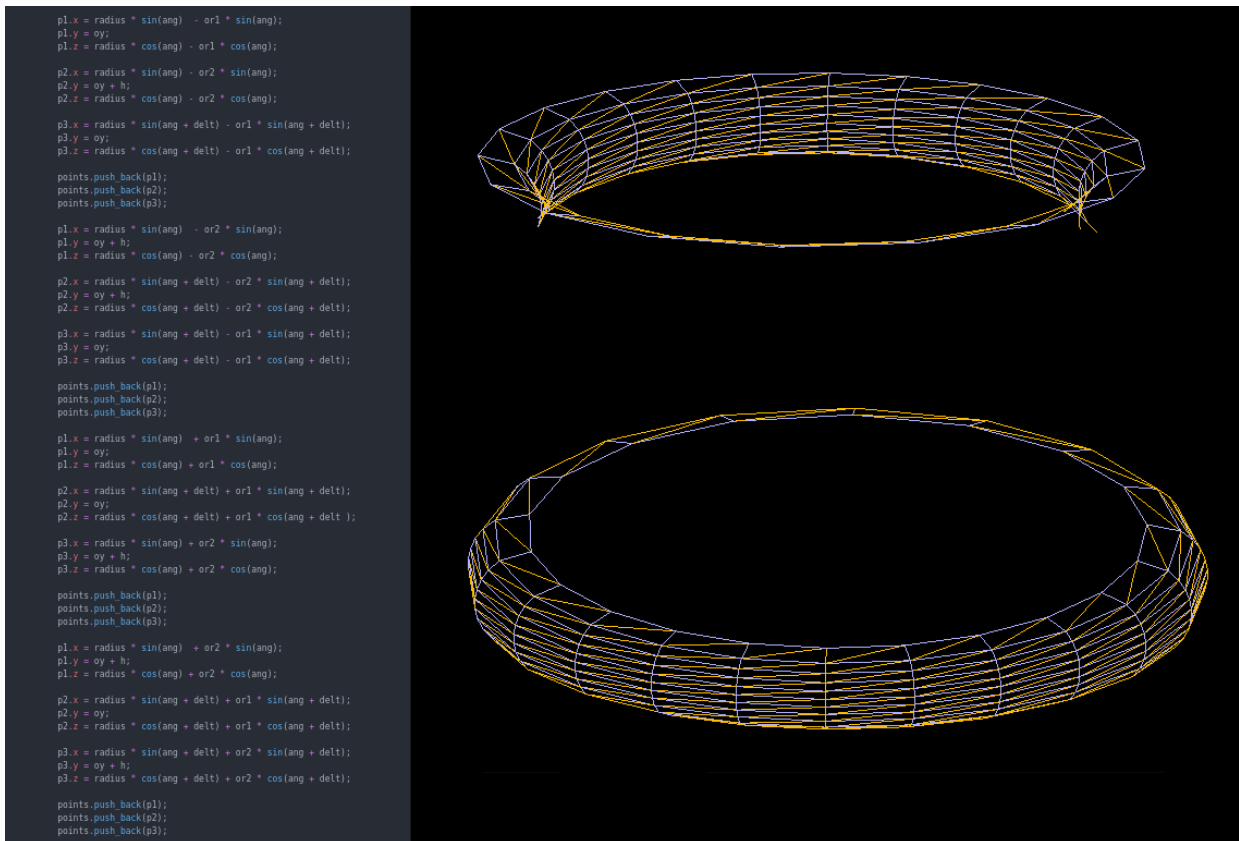 p1.x = radius * sin(ang)  - or1 * sin(ang);
p1.y = oy;
p1.z = radius * cos(ang) - or1 * cos(ang);
p2.x = radius * sin(ang) - or2 * sin(ang);
p2.y = oy + h;
p2.z = radius * cos(ang) - or2 * cos(ang);
p3.x = radius * sin(ang + delt) - or1 * sin(ang + delt);
p3.y = oy;
p3.z = radius * cos(ang + delt) - or1 * cos(ang + delt);
points.push_back(p1);
points.push_back(p2);
points.push_back(p3);
p1.x = radius * sin(ang)  - or2 * sin(ang);
p1.y = oy + h;
p1.z = radius * cos(ang) - or2 * cos(ang);
p2.x = radius * sin(ang + delt) - or2 * sin(ang + delt);
p2.y = oy + h;
p2.z = radius * cos(ang + delt) - or2 * cos(ang + delt);
p3.x = radius * sin(ang + delt) - or1 * sin(ang + delt);
p3.y = oy;
p3.z = radius * cos(ang + delt) - or1 * cos(ang + delt);
points.push_back(p1);
points.push_back(p2);
points.push_back(p3);
p1.x = radius * sin(ang)  + or1 * sin(ang);
p1.y = oy;
p1.z = radius * cos(ang) + or1 * cos(ang);
p2.x = radius * sin(ang + delt) + or1 * sin(ang + delt);
p2.y = oy;
p2.z = radius * cos(ang + delt) + or1 * cos(ang + delt );
p3.x = radius * sin(ang) + or2 * sin(ang);
p3.y = oy + h;
p3.z = radius * cos(ang) + or2 * cos(ang);
points.push_back(p1);
points.push_back(p2);
points.push_back(p3);
p1.x = radius * sin(ang)  + or2 * sin(ang);
p1.y = oy + h;
p1.z = radius * cos(ang) + or2 * cos(ang);
p2.x = radius   sin(ang + delt) + or1 * sin(ang + delt);
p2.y = oy;
p2.z = radius   cos(ang + delt) + or1 * cos(ang + delt);
p3.x = radius * sin(ang + delt) + or2 * sin(ang + delt);
p3.y = oy + h;
p3.z = radius * cos(ang + delt) + or2 * cos(ang + delt);
points.push_back(p1);
points.push_back(p2);
points.push_back(p3);